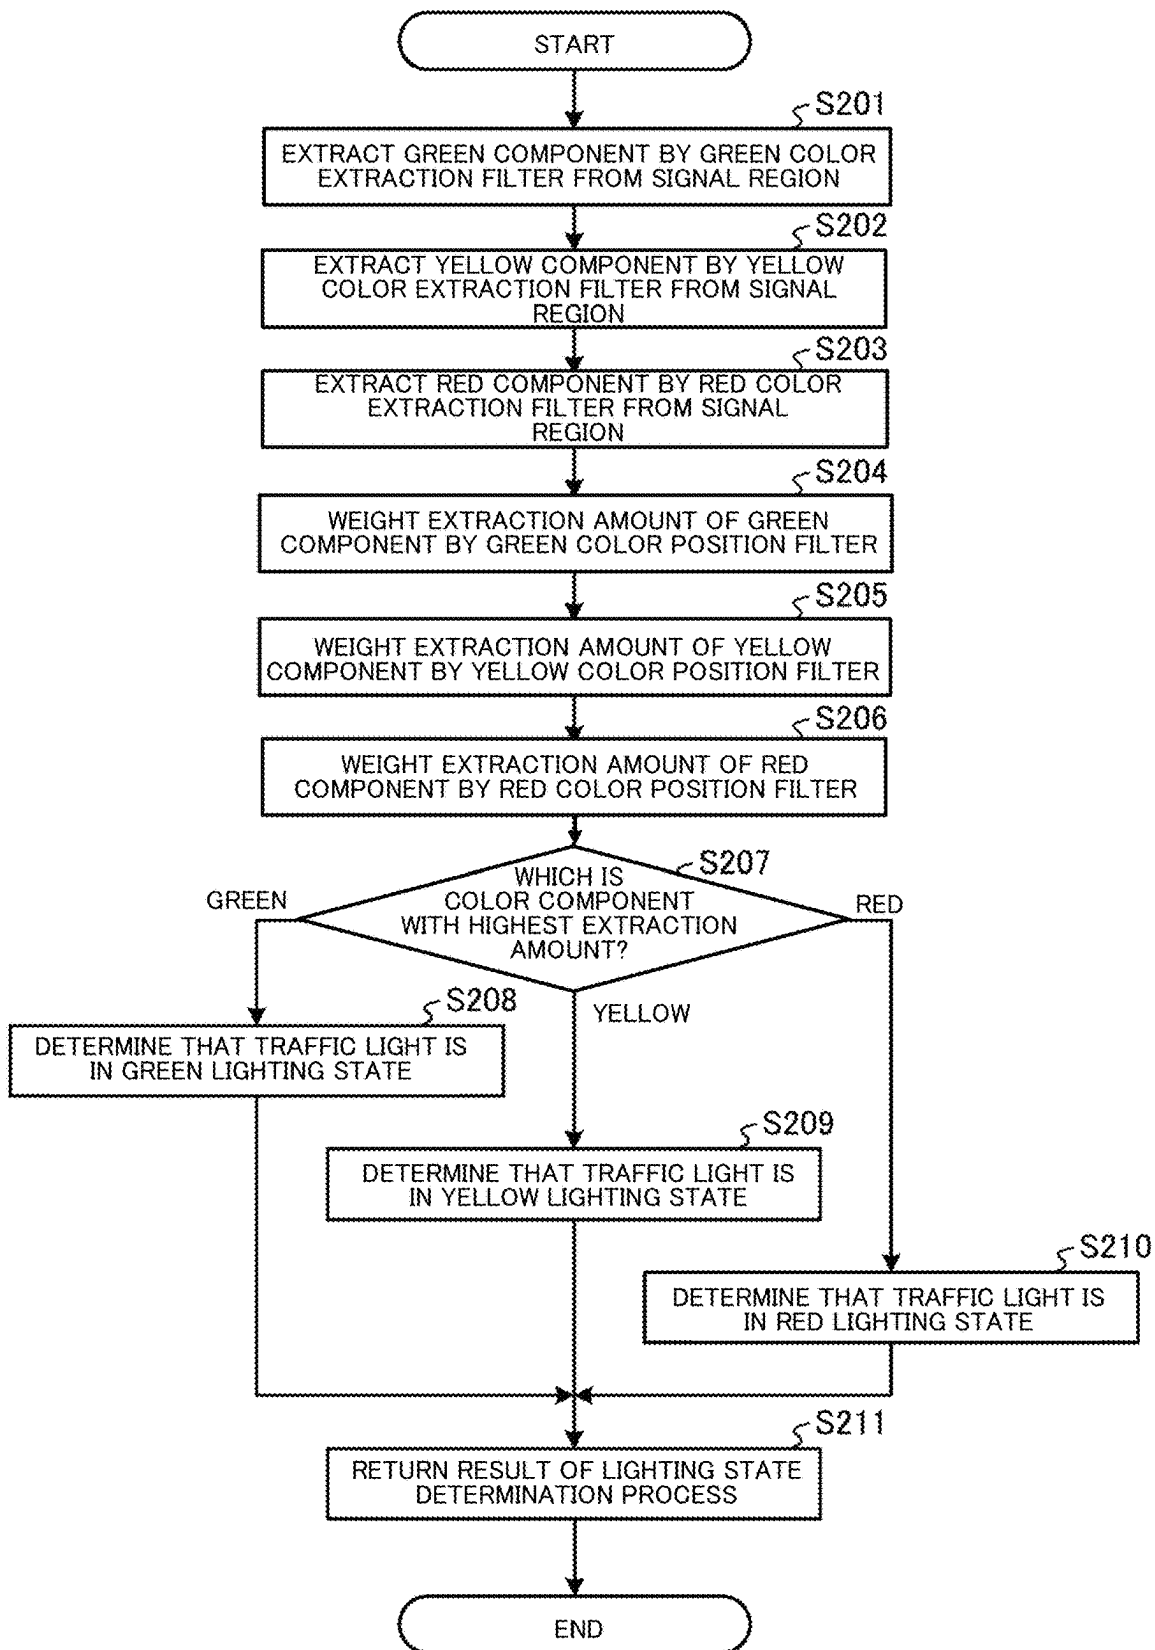 START
S201
EXTRACT GREEN COMPONENT BY GREEN COLOR
EXTRACTION FILTER FROM SIGNAL REGION
S202
EXTRACT YELLOW COMPONENT BY YELLOW
COLOR EXTRACTION FILTER FROM SIGNAL
REGION
S203
EXTRACT RED COMPONENT BY RED COLOR
EXTRACTION FILTER FROM SIGNAL
REGION
S204
WEIGHT EXTRACTION AMOUNT OF GREEN
COMPONENT BY GREEN COLOR POSITION FILTER
S205
WEIGHT EXTRACTION AMOUNT OF YELLOW
COMPONENT BY YELLOW COLOR POSITION FILTER
S206
WEIGHT EXTRACTION AMOUNT OF RED
COMPONENT BY RED COLOR POSITION FILTER
S207
WHICH IS
COLOR COMPONENT
WITH HIGHEST EXTRACTION
AMOUNT?
GREEN
RED
YELLOW
S208
DETERMINE THAT TRAFFIC LIGHT IS
IN GREEN LIGHTING STATE
S209
DETERMINE THAT TRAFFIC LIGHT IS
IN YELLOW LIGHTING STATE
S210
DETERMINE THAT TRAFFIC LIGHT IS
IN RED LIGHTING STATE
S211
RETURN RESULT OF LIGHTING STATE
DETERMINATION PROCESS
END